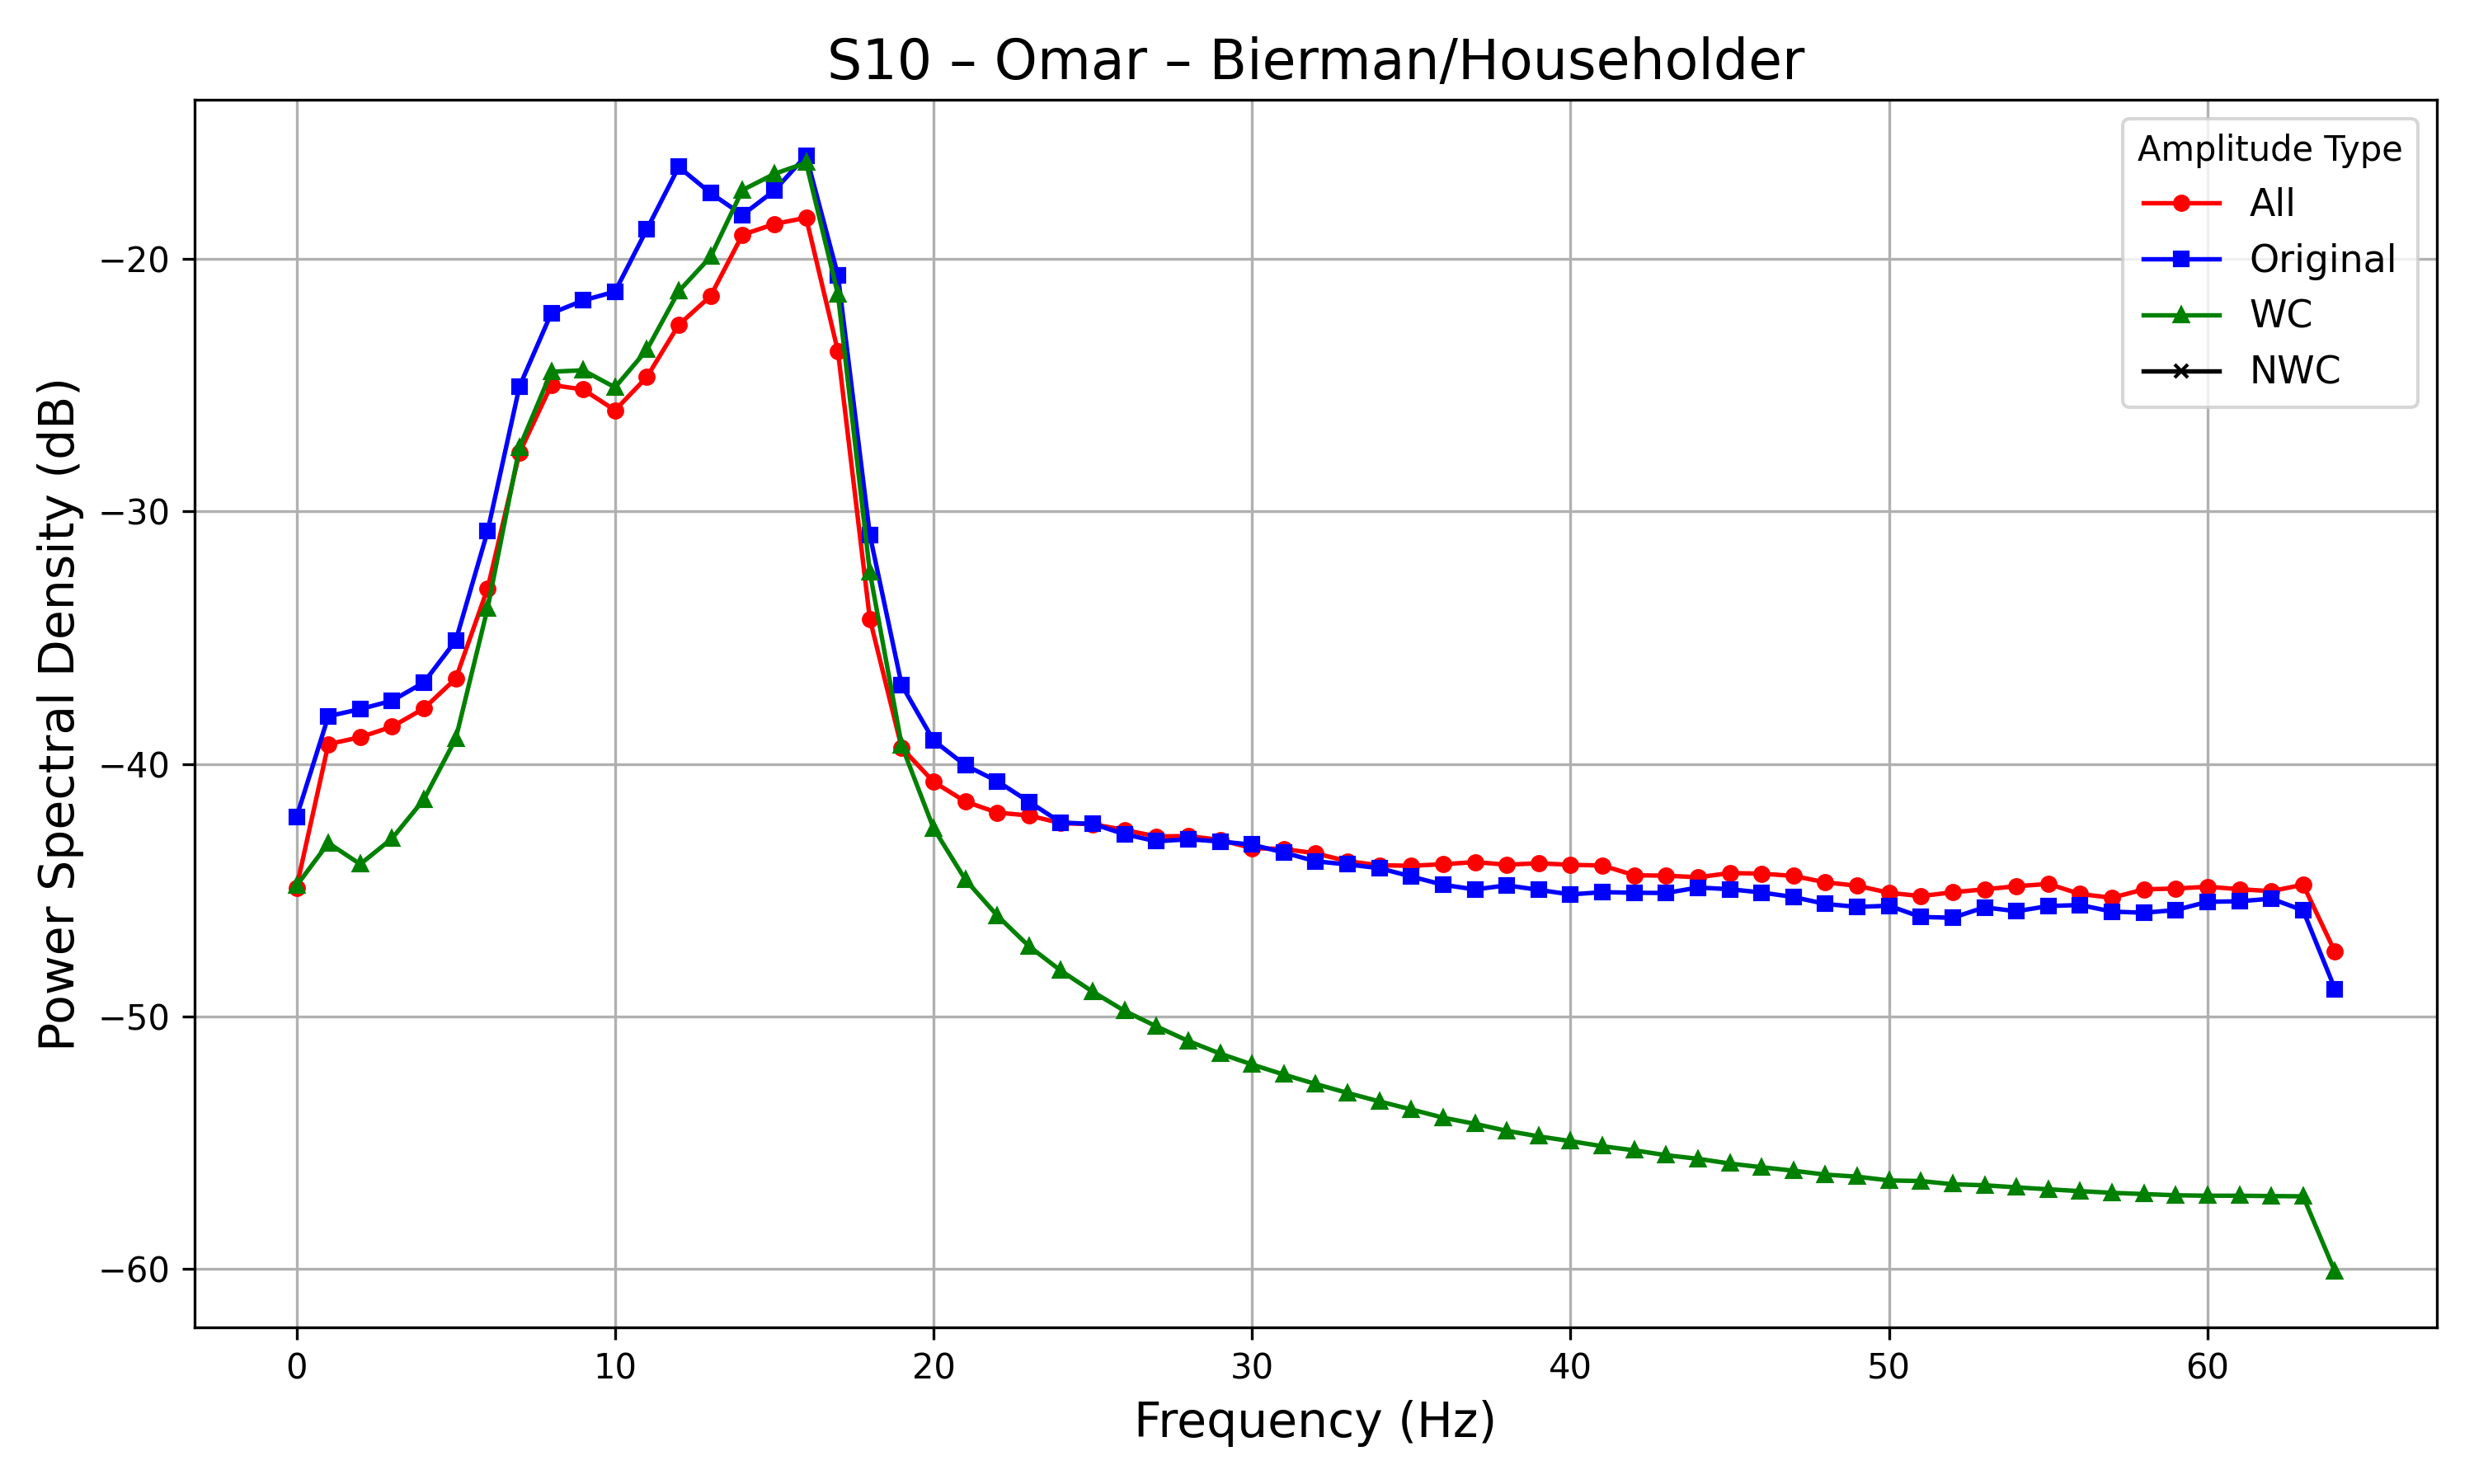 S10 – Omar – Bierman/Householder
Amplitude Type
All
Original
WC
NWC
Power Spectral Density (dB)
−20
−30
−40
−50
−60
0 10 20 30 40 50 60
Frequency (Hz)